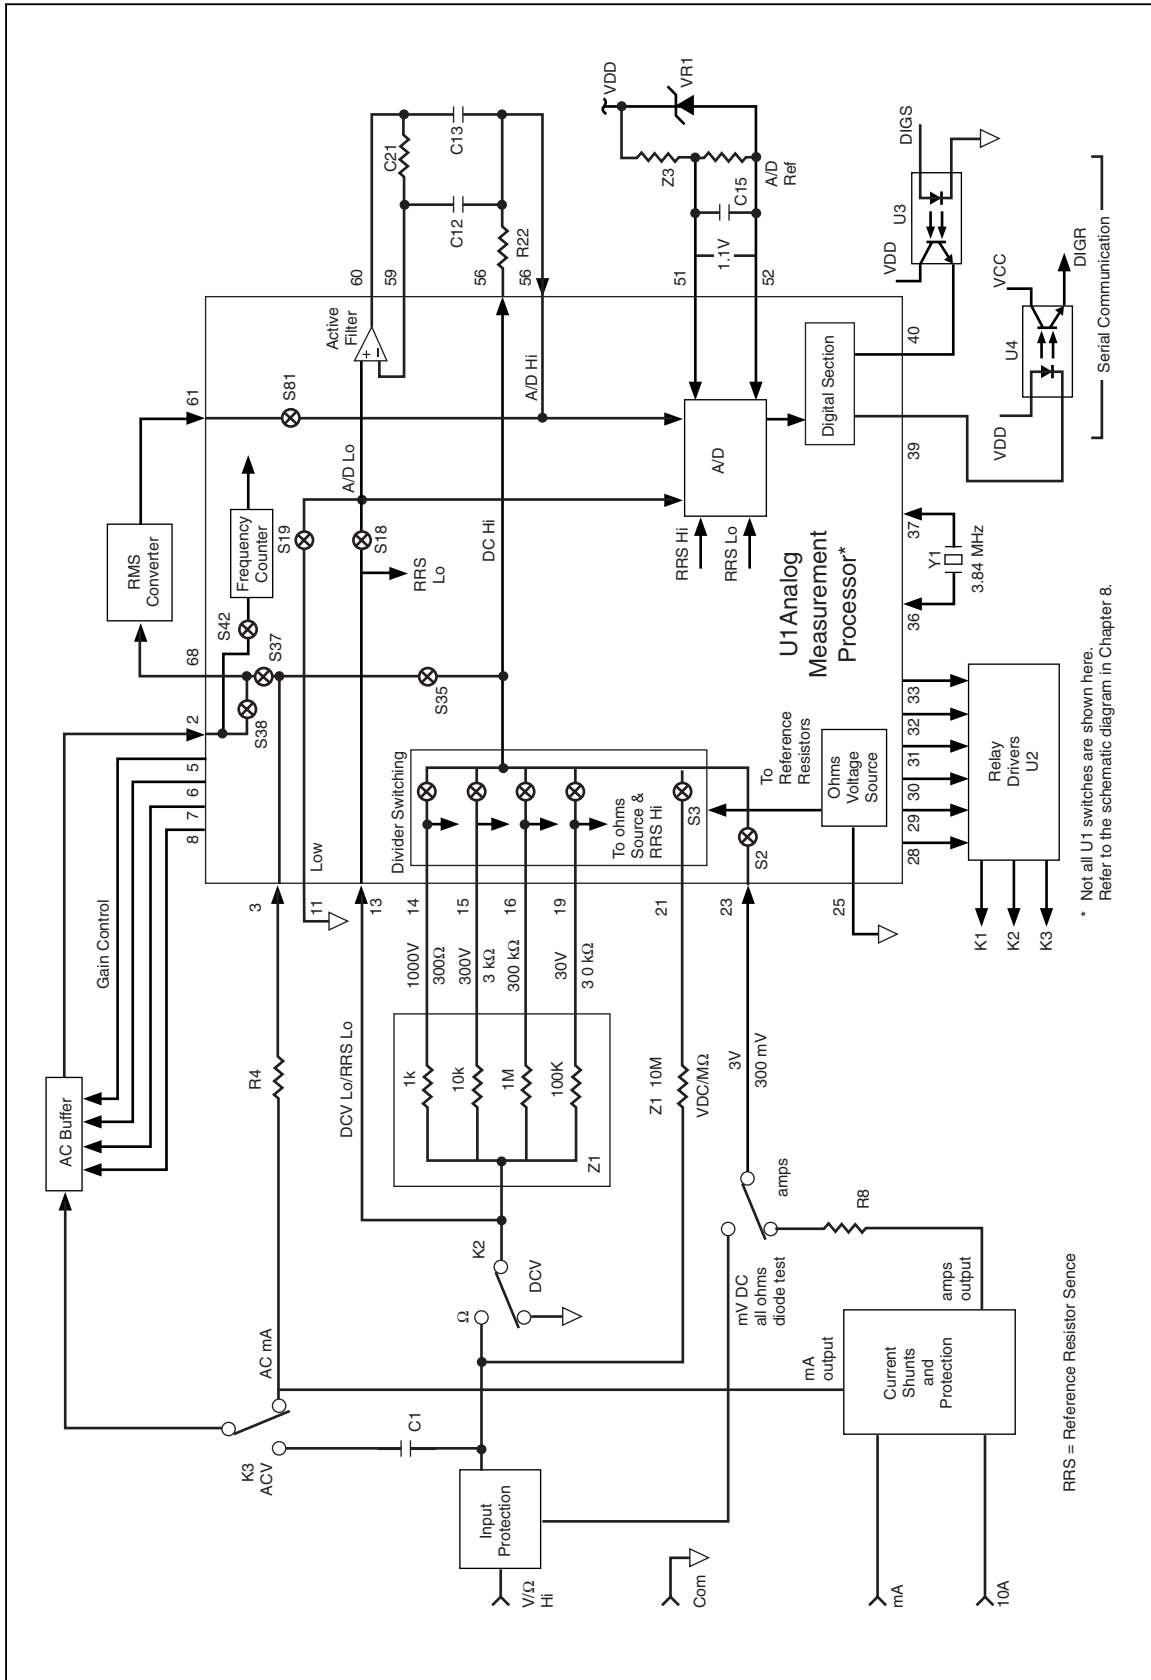 V/Ω
Hi
Input
Protection
Com
mA
10A
K3
ACV
C1
AC mA
Ω
K2
DCV
mV DC
all ohms
diode test
amps
R8
mA
output
amps
output
Current
Shunts
and
Protection
RRS = Reference Resistor Sence
AC Buffer
Gain Control
R4
DCV Lo/RRS Lo
1k
10k
1M
100K
Z1
Z1 10M
VDC/MΩ
3V
300 mV
1000V
300Ω
300V
3 kΩ
300 kΩ
30V
3 0 kΩ
8
7
6
5
2
68
61
3
11
13
14
15
16
19
21
23
25
Low
Divider Switching
To ohms
Source &
RRS Hi
S3
S2
To
Reference
Resistors
Ohms
Voltage
Source
S38
S37
S42
S35
RMS
Converter
Frequency
Counter
S19
S18
RRS
Lo
DC Hi
A/D Lo
S81
A/D Hi
Active
Filter
60
59
56
56
C21
C13
C12
R22
RRS Hi
RRS Lo
A/D
U1 Analog
Measurement
Processor*
Digital Section
51
52
1.1V
C15
Z3
A/D
Ref
VDD
VR1
28
29
30
31
32
33
Relay
Drivers
U2
K1
K2
K3
36
37
Y1
3.84 MHz
39
40
VDD
U3
DIGS
VDD
U4
VCC
DIGR
Serial Communication
* Not all U1 switches are shown here.
Refer to the schematic diagram in Chapter 8.
+
−